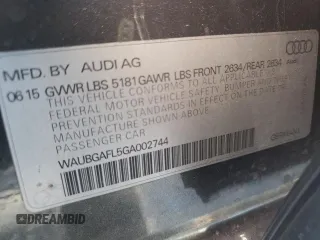 MFD. BY AUDI AG
06 15 GVWR LBS 5181 GAWR LBS FRONT 2634/REAR 2634
THIS VEHICLE CONFORMS TO ALL APPLICABLE U.S.
FEDERAL MOTOR VEHICLE SAFETY, BUMPER AND
THEFT PREVENTION STANDARDS IN EFFECT ON THE
DATE OF MANUFACTURE SHOWN ABOVE
PASSENGER CAR
WAUBGAFL5GA002744
DREAMBID